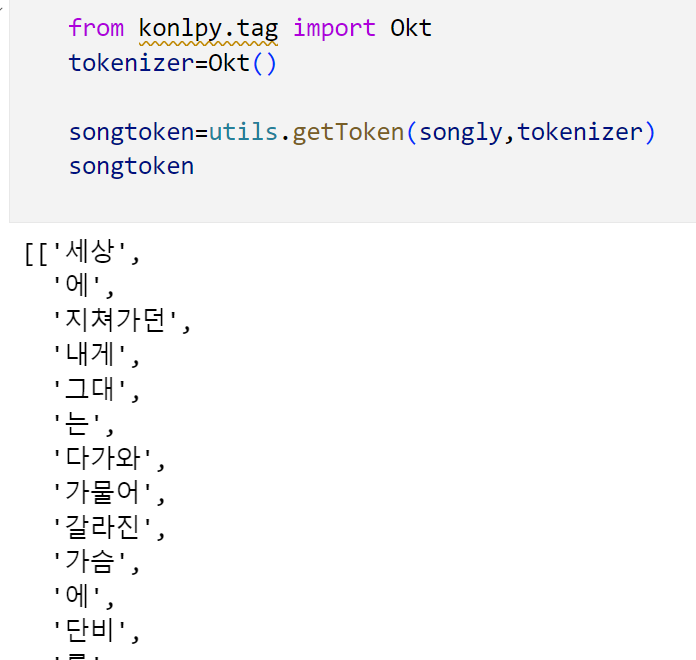 from konlpy.tag import Okt
tokenizer=Okt()
songtoken=utils.getToken(songly,tokenizer)
songtoken
[['세상',
'에',
'지쳐가던',
'내게',
'그대',
'는',
'다가와',
'가물어',
'갈라진',
'가슴',
'에',
'단비',